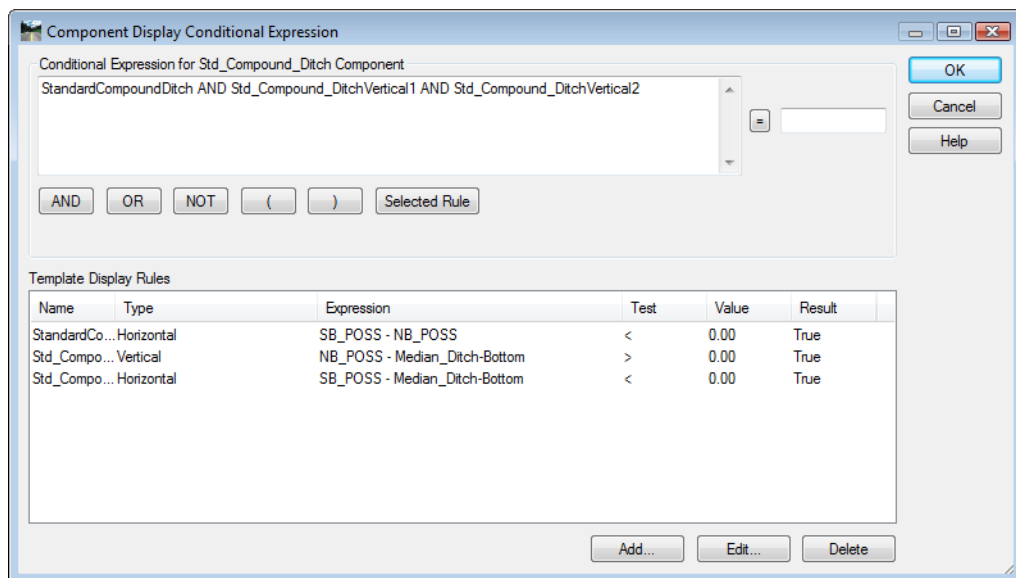 Component Display Conditional Expression
Conditional Expression for Std_Compound_Ditch Component
StandardCompoundDitch AND Std_Compound_DitchVertical1 AND Std_Compound_DitchVertical2
=
OK
Cancel
Help
AND OR NOT ( ) Selected Rule
Template Display Rules
Name Type Expression Test Value Result
StandardCo... Horizontal SB_POSS - NB_POSS < 0.00 True
Std_Compo... Vertical NB_POSS - Median_Ditch-Bottom > 0.00 True
Std_Compo... Horizontal SB_POSS - Median_Ditch-Bottom < 0.00 True
Add... Edit... Delete